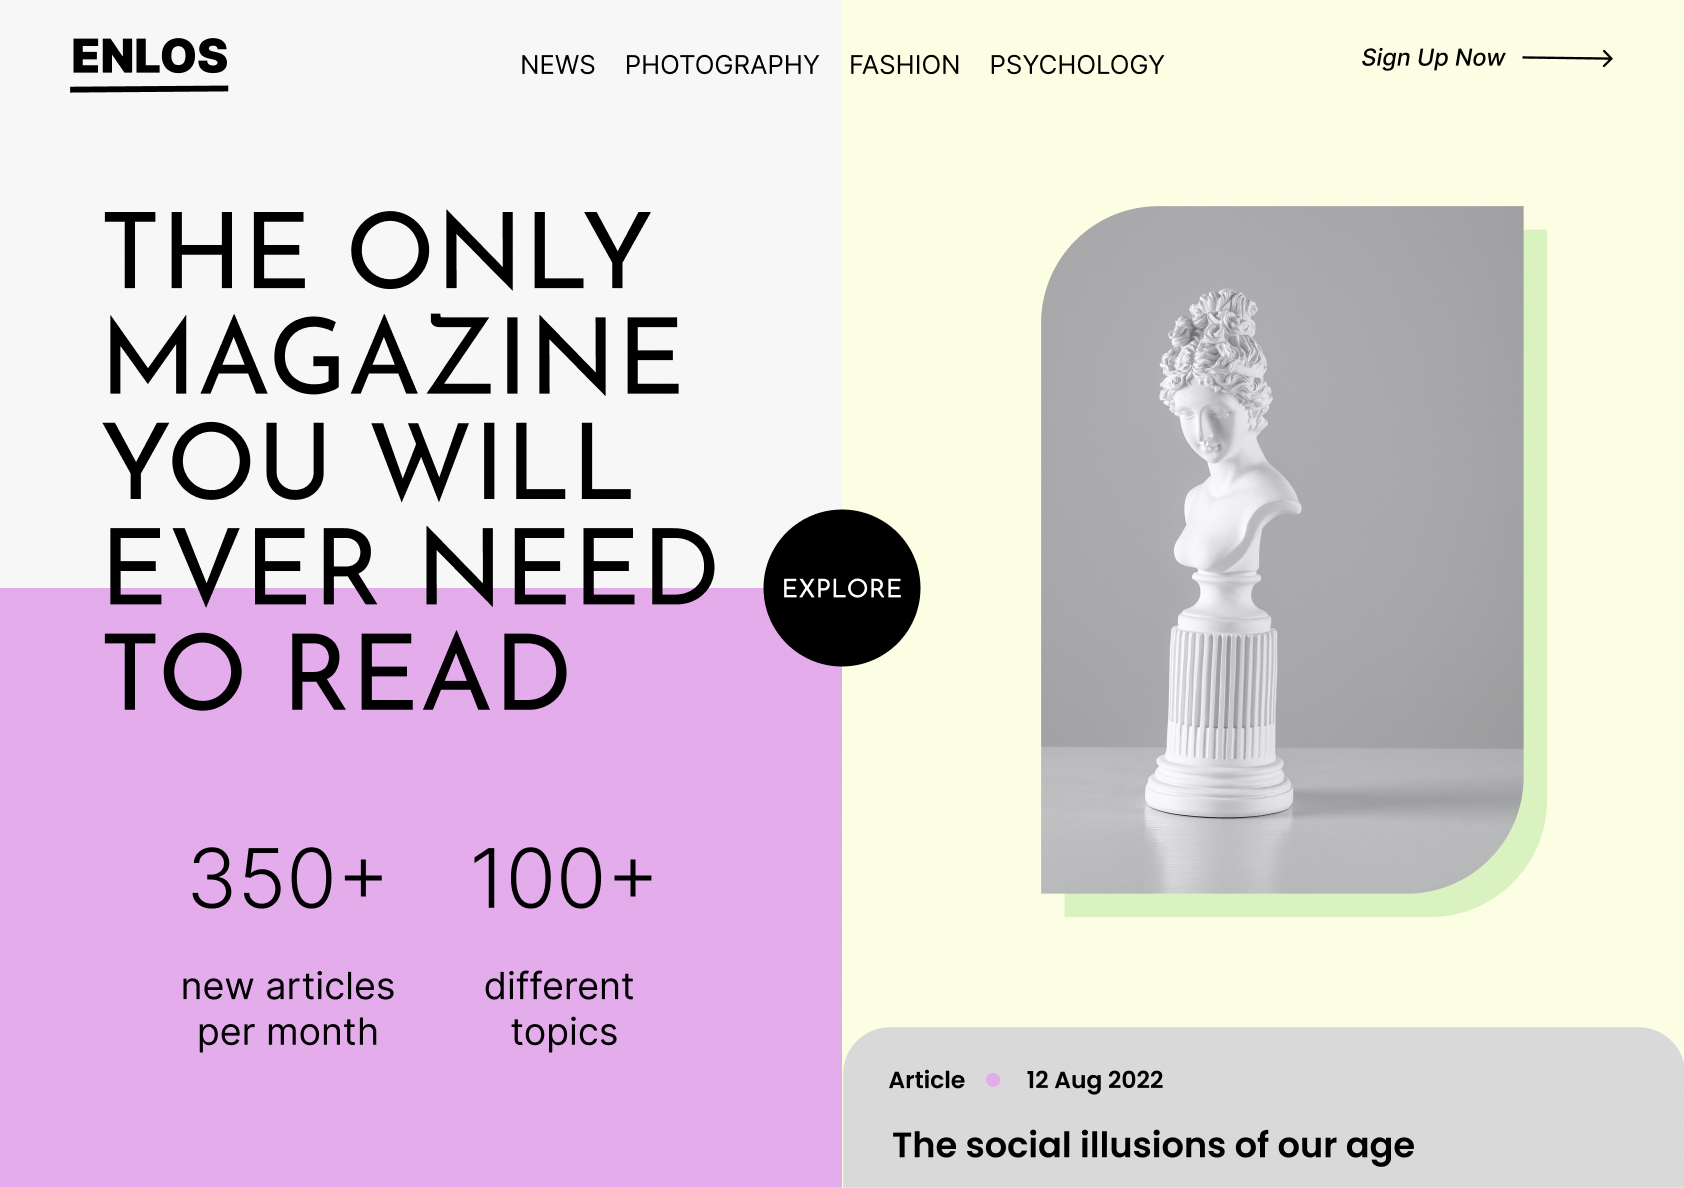 ENLOS
NEWS PHOTOGRAPHY FASHION PSYCHOLOGY
Sign Up Now
THE ONLY
MAGAZINE
YOU WILL
EVER NEED
TO READ
EXPLORE
350+
new articles
per month
100+
different
topics
Article
12 Aug 2022
The social illusions of our age